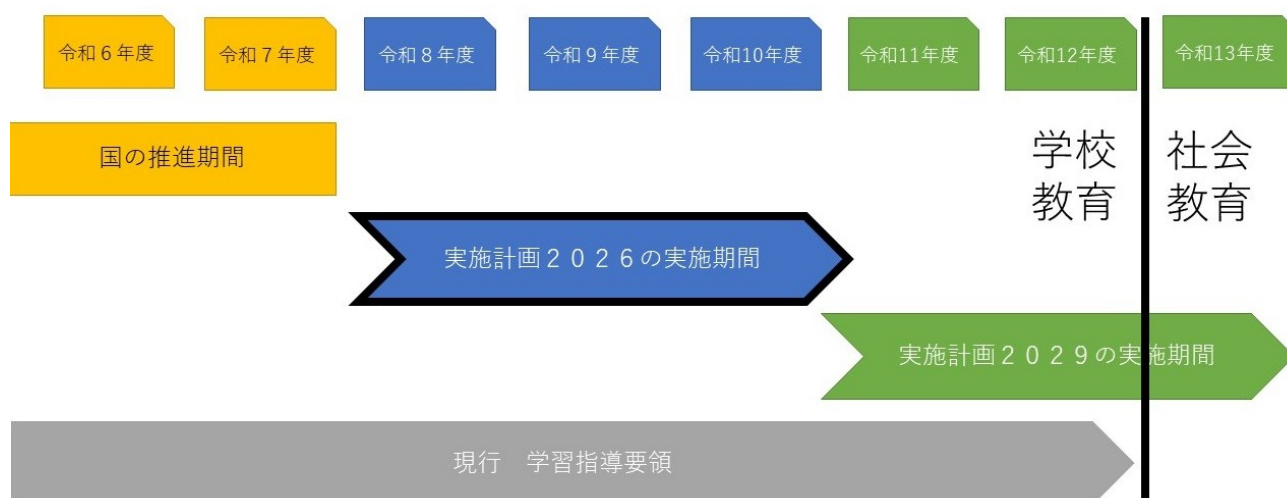 令和６年度
令和７年度
令和８年度
令和９年度
令和10年度
令和11年度
令和12年度
令和13年度
国の推進期間
学校
教育
社会
教育
実施計画２０２６の実施期間
実施計画２０２９の実施期間
現行　学習指導要領